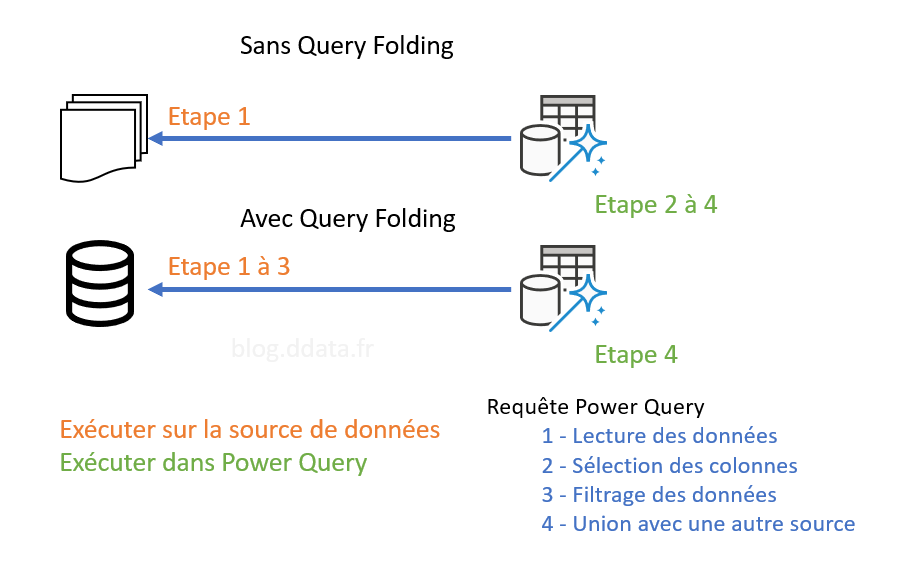 Sans Query Folding
Etape 1
Etape 2 à 4
Avec Query Folding
Etape 1 à 3
Etape 4
blog.ddata.fr
Exécuter sur la source de données
Exécuter dans Power Query
Requête Power Query
1 - Lecture des données
2 - Sélection des colonnes
3 - Filtrage des données
4 - Union avec une autre source